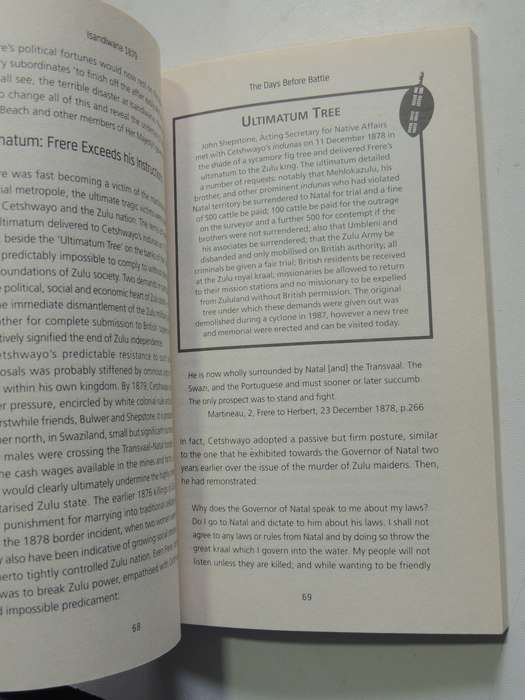 Isandlwana 1879
re's political fortunes would now rest on
ry subordinates 'to finish off the
all see, the terrible disaster at Isandlwana
o change all of this and reveal the
Beach and other members of Her Majesty's
matum: Frere Exceeds his Instructions
re was fast becoming a victim of the
ial metropole, the ultimate tragic victims
Cetshwayo and the Zulu nation. The terms of
ltimatum delivered to Cetshwayo's indunas
beside the 'Ultimatum Tree' on the banks of
predictably impossible to comply to without
oundations of Zulu society. Two demands
e political, social and economic heart of Zulu
he immediate dismantlement of the Zulu
ther for complete submission to British
tively signified the end of Zulu independence.
etshwayo's predictable resistance to such
osals was probably stiffened by ominous
within his own kingdom. By 1879, Cetshwayo
er pressure, encircled by white colonial rule and
rstwhile friends, Bulwer and Shepstone.
her north, in Swaziland, small but significant
males were crossing the Transvaal-Natal
he cash wages available in the mines and
would clearly ultimately undermine the highly
tarised Zulu state. The earlier 1876 killings of
punishment for marrying into traditional
the 1878 border incident, when two women
y also have been indicative of growing social
nerto tightly controlled Zulu nation. Even Frere,
was to break Zulu power, empathised with
d impossible predicament:
68
The Days Before Battle
ULTIMATUM TREE
John Shepstone, Acting Secretary for Native Affairs
met with Cetshwayo's indunas on 11 December 1878 in
the shade of a sycamore fig tree and delivered Frere's
ultimatum to the Zulu king. The ultimatum detailed
a number of requests: notably that Mehlokazulu, his
brother, and other prominent indunas who had violated
Natal territory be surrendered to Natal for trial and a fine
of 500 cattle be paid; 100 cattle be paid for the outrage
on the surveyor and a further 500 for contempt if the
brothers were not surrendered; also that Umbleni and
his associates be surrendered; that the Zulu Army be
disbanded and only mobilised on British authority; all
criminals be given a fair trial; British residents be received
at the Zulu royal kraal; missionaries be allowed to return
to their mission stations and no missionary to be expelled
from Zululand without British permission. The original
tree under which these demands were given out was
demolished during a cyclone in 1987, however a new tree
and memorial were erected and can be visited today.
He is now wholly surrounded by Natal [and] the Transvaal. The
Swazi, and the Portuguese and must sooner or later succumb.
The only prospect was to stand and fight.
Martineau, 2, Frere to Herbert, 23 December 1878, p.266
In fact, Cetshwayo adopted a passive but firm posture, similar
to the one that he exhibited towards the Governor of Natal two
years earlier over the issue of the murder of Zulu maidens. Then,
he had remonstrated:
Why does the Governor of Natal speak to me about my laws?
Do I go to Natal and dictate to him about his laws. I shall not
agree to any laws or rules from Natal and by doing so throw the
great kraal which I govern into the water. My people will not
listen unless they are killed; and while wanting to be friendly
69